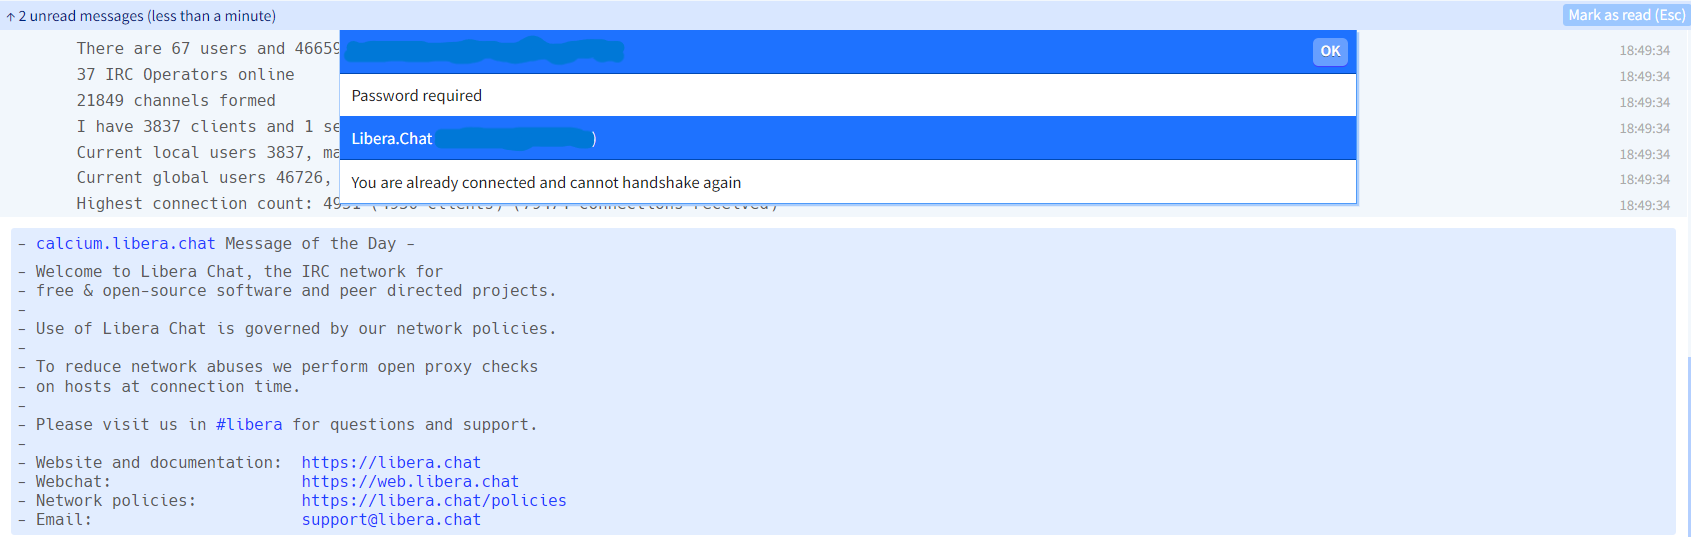 ↑ 2 unread messages (less than a minute)
Mark as read (Esc)
There are 67 users and 46659
18:49:34
37 IRC Operators online
18:49:34
21849 channels formed
18:49:34
I have 3837 clients and 1 se
18:49:34
Current local users 3837, ma
18:49:34
Current global users 46726,
18:49:34
Highest connection count:
18:49:34
OK
Password required
Libera.Chat )
You are already connected and cannot handshake again
- calcium.libera.chat Message of the Day -
- Welcome to Libera Chat, the IRC network for
- free & open-source software and peer directed projects.
-
- Use of Libera Chat is governed by our network policies.
-
- To reduce network abuses we perform open proxy checks
- on hosts at connection time.
-
- Please visit us in #libera for questions and support.
-
- Website and documentation: https://libera.chat
- Webchat: https://web.libera.chat
- Network policies: https://libera.chat/policies
- Email: support@libera.chat